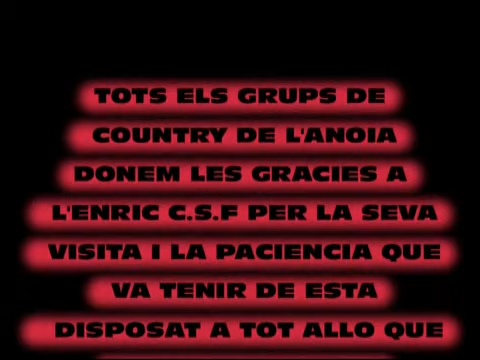 TOTS ELS GRUPS DE
COUNTRY DE L'ANOIA
DONEM LES GRACIES A
L'ENRIC C.S.F PER LA SEVA
VISITA I LA PACIENCIA QUE
VA TENIR DE ESTA
DISPOSAT A TOT ALLO QUE